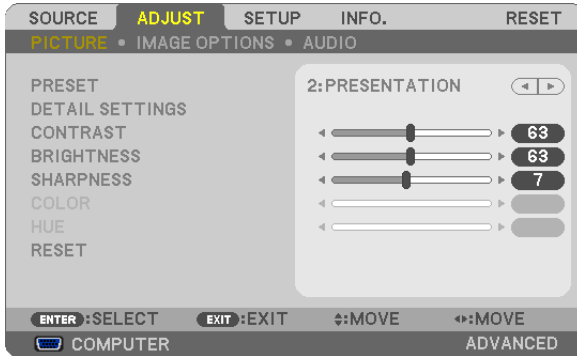 SOURCE ADJUST SETUP INFO. RESET
PICTURE • IMAGE OPTIONS • AUDIO
PRESET 2:PRESENTATION
DETAIL SETTINGS
CONTRAST 63
BRIGHTNESS 63
SHARPNESS 7
COLOR
HUE
RESET
ENTER :SELECT EXIT :EXIT :MOVE :MOVE
COMPUTER ADVANCED